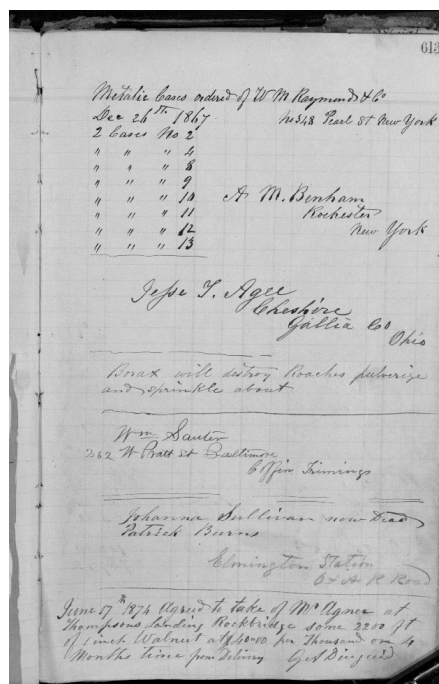 613
Metalic Cases ordered of W M Raymond & Co
Dec 26th 1867 No 348 Pearl St New York
2 Cases No 2
" " " 4
" " " 8
" " " 9
" " " 10 A M. Benham
" " " 11 Rochester
" " " 12 New York
" " " 13
Jesse T. Agee
Cheshire
Gallia Co
Ohio
Borax will distroy Roaches pulverize
and sprinkle about
Wm Sauter
262 W Pratt St Baltimore
Coffin Trimings
Johanna Sullivan now Dead
Patrick Burns
Elmington Station
O & A R Road
June 17th 1874 Agreed to take of Mr Agner at
Thompsons Landing Rockbridge some 2200 ft
of 1 inch Walnut at $40.00 per Thousand on 4
Months time from Delivery